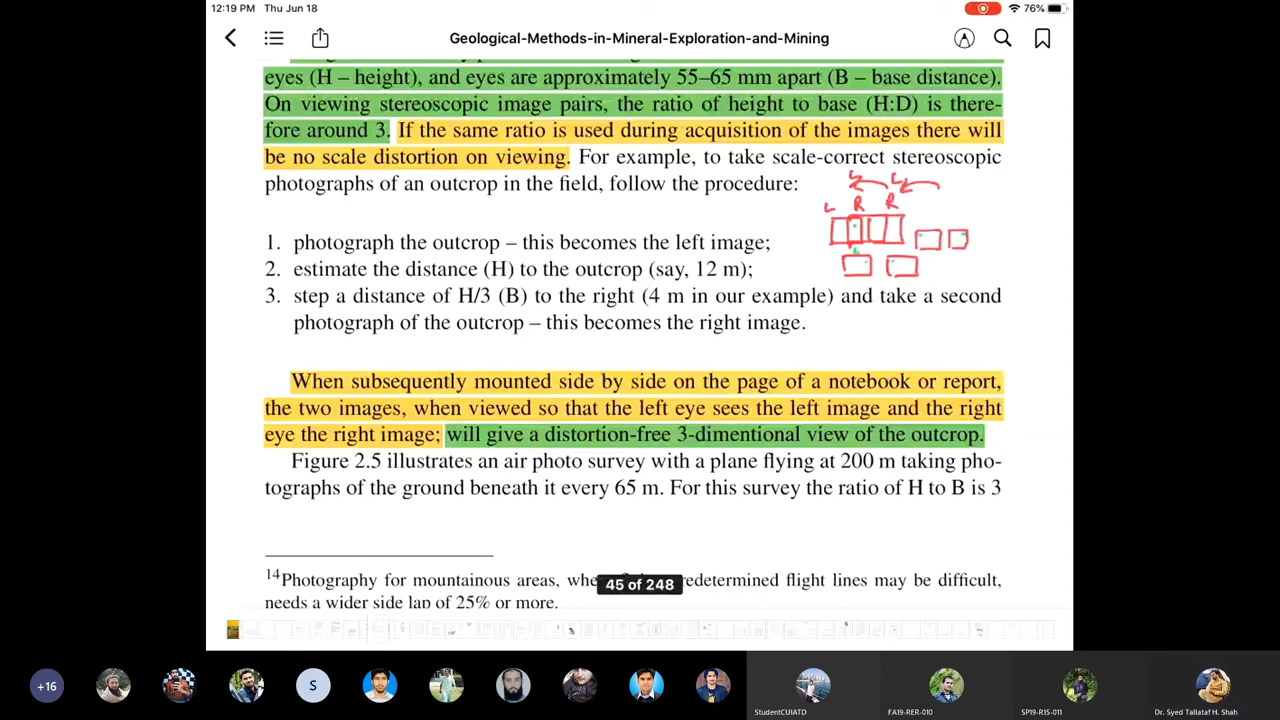 12:19 PM Thu Jun 18
76%
Geological-Methods-in-Mineral-Exploration-and-Mining
eyes (H – height), and eyes are approximately 55–65 mm apart (B – base distance).
On viewing stereoscopic image pairs, the ratio of height to base (H:D) is there-
fore around 3. If the same ratio is used during acquisition of the images there will
be no scale distortion on viewing. For example, to take scale-correct stereoscopic
photographs of an outcrop in the field, follow the procedure:
L L
L R R
1. photograph the outcrop – this becomes the left image;
2. estimate the distance (H) to the outcrop (say, 12 m);
3. step a distance of H/3 (B) to the right (4 m in our example) and take a second
photograph of the outcrop – this becomes the right image.
When subsequently mounted side by side on the page of a notebook or report,
the two images, when viewed so that the left eye sees the left image and the right
eye the right image; will give a distortion-free 3-dimentional view of the outcrop.
Figure 2.5 illustrates an air photo survey with a plane flying at 200 m taking pho-
tographs of the ground beneath it every 65 m. For this survey the ratio of H to B is 3
14Photography for mountainous areas, whe redetermined flight lines may be difficult,
45 of 248
needs a wider side lap of 25% or more.
+16
S
StudentCUIATD
FA19-RER-010
SP19-R15-011
Dr. Syed Tallataf H. Shah